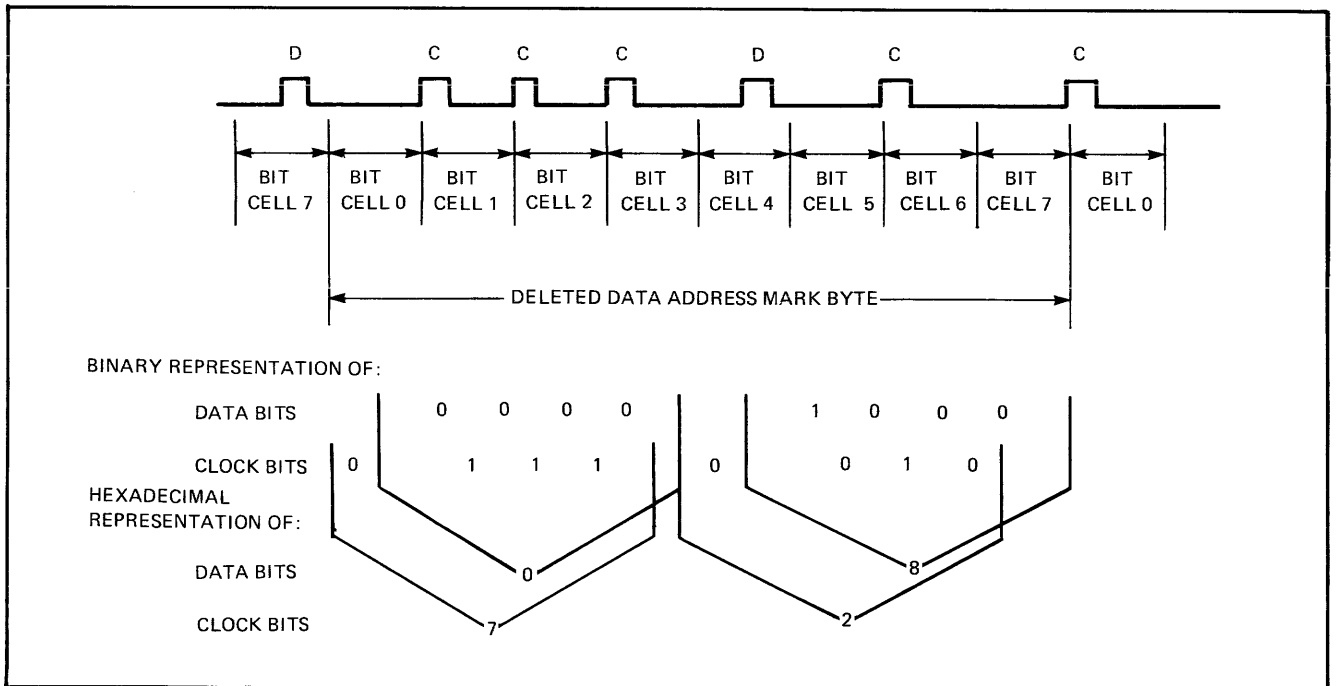 D C C C D C C
BIT CELL 7 BIT CELL 0 BIT CELL 1 BIT CELL 2 BIT CELL 3 BIT CELL 4 BIT CELL 5 BIT CELL 6 BIT CELL 7 BIT CELL 0
DELETED DATA ADDRESS MARK BYTE
BINARY REPRESENTATION OF:
DATA BITS 0 0 0 0 1 0 0 0
CLOCK BITS 0 1 1 1 0 0 1 0
HEXADECIMAL
REPRESENTATION OF:
DATA BITS 0 8
CLOCK BITS 7 2